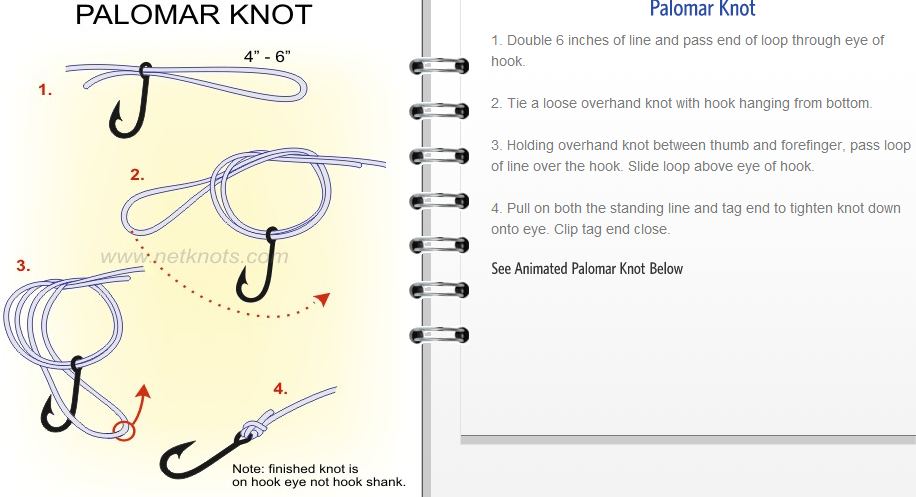 PALOMAR KNOT
4” - 6”
1.
2.
www.netknots.com
3.
4.
Note: finished knot is
on hook eye not hook shank.
Palomar Knot
1. Double 6 inches of line and pass end of loop through eye of
hook.
2. Tie a loose overhand knot with hook hanging from bottom.
3. Holding overhand knot between thumb and forefinger, pass loop
of line over the hook. Slide loop above eye of hook.
4. Pull on both the standing line and tag end to tighten knot down
onto eye. Clip tag end close.
See Animated Palomar Knot Below